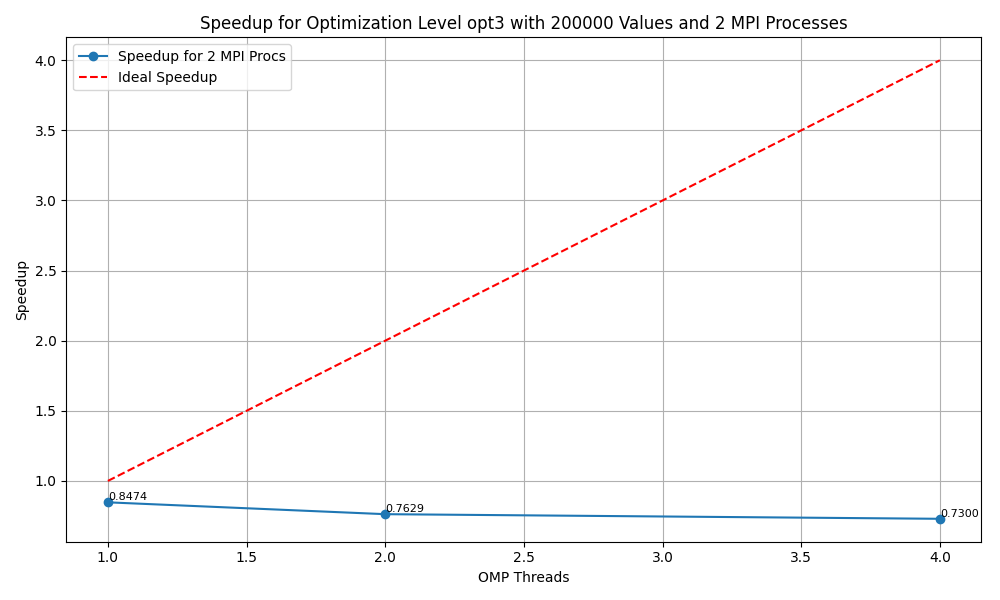 Speedup for Optimization Level opt3 with 200000 Values and 2 MPI Processes
Speedup for 2 MPI Procs
Ideal Speedup
4.0
3.5
3.0
2.5
2.0
1.5
1.0
Speedup
0.8474
0.7629
0.7300
1.0 1.5 2.0 2.5 3.0 3.5 4.0
OMP Threads